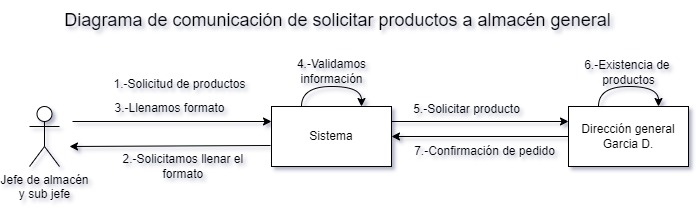 Diagrama de comunicación de solicitar productos a almacén general
4.-Validamos
información
6.-Existencia de
productos
1.-Solicitud de productos
3.-Llenamos formato
5.-Solicitar producto
Sistema
Dirección general
Garcia D.
2.-Solicitamos llenar el
formato
7.-Confirmación de pedido
Jefe de almacén
y sub jefe